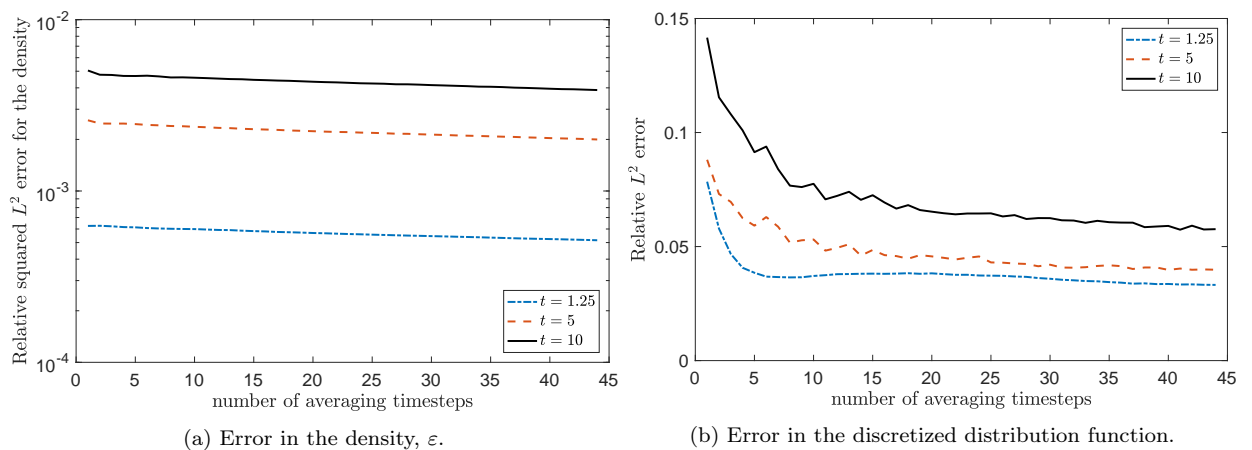 Relative squared L² error for the density
10⁻²
10⁻³
10⁻⁴
t = 1.25
t = 5
t = 10
0 5 10 15 20 25 30 35 40 45 50
number of averaging timesteps
(a) Error in the density, ε.
Relative L² error
0.15
0.1
0.05
0
t = 1.25
t = 5
t = 10
0 5 10 15 20 25 30 35 40 45
number of averaging timesteps
(b) Error in the discretized distribution function.